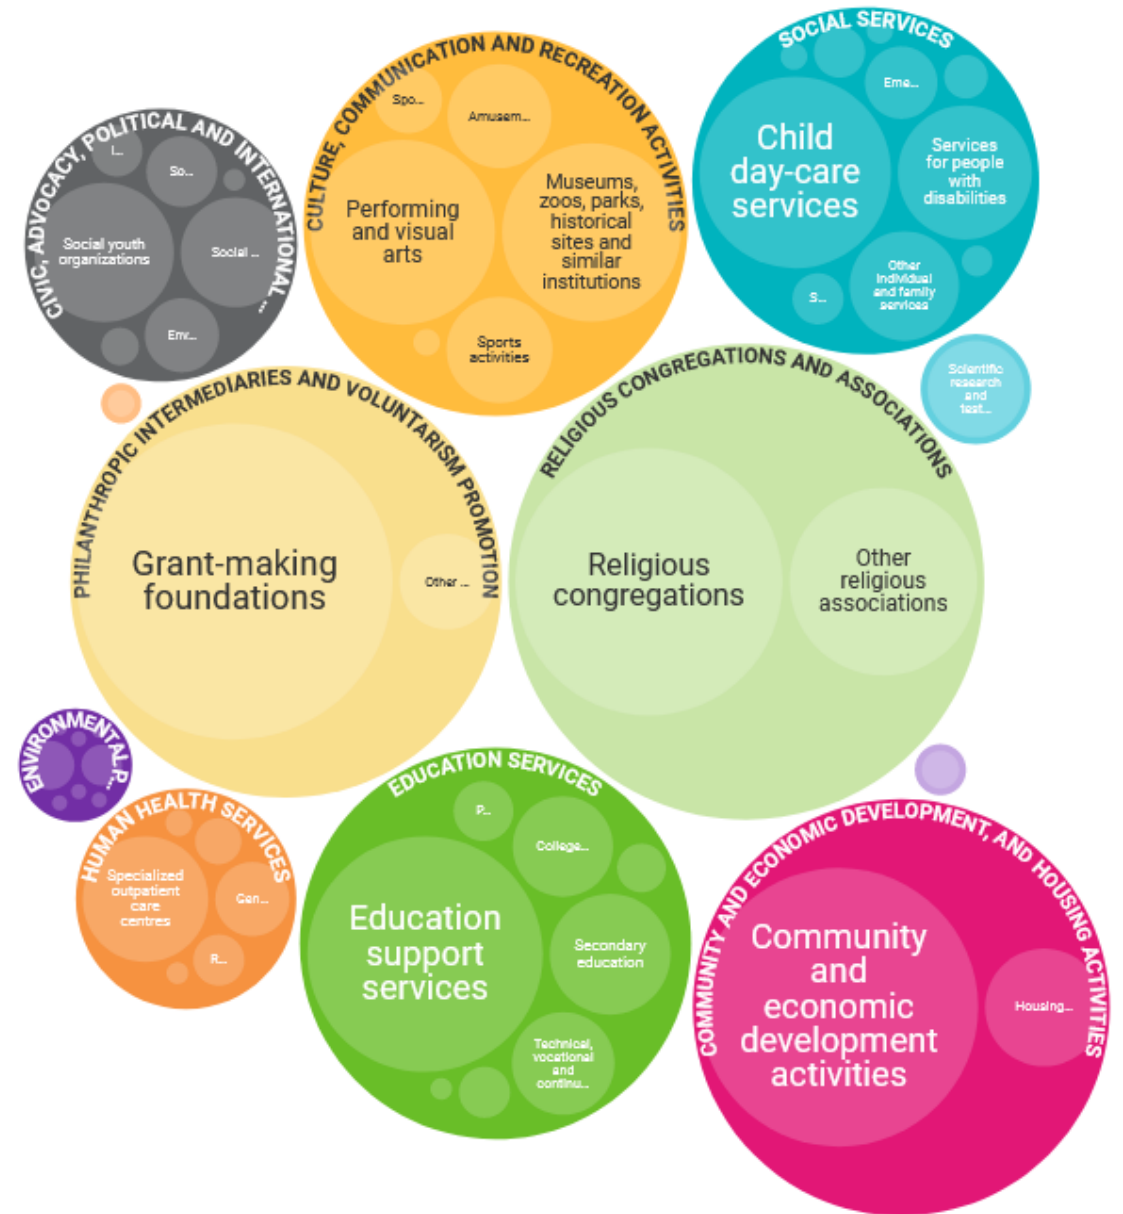 SOCIAL SERVICES
Eme...
Child
day-care
services
Services
for people
with
disabilities
Other
individual
and family
services
S...
CULTURE, COMMUNICATION AND RECREATION ACTIVITIES
Spo...
Amusem...
Performing
and visual
arts
Museums,
zoos, parks,
historical
sites and
similar
institutions
Sports
activities
CIVIC, ADVOCACY, POLITICAL AND INTERNATIONAL ...
I...
So...
Social youth
organizations
Social ...
Env...
Scientific
research
and
test...
PHILANTHROPIC INTERMEDIARIES AND VOLUNTARISM PROMOTION
Grant-making
foundations
Other ...
RELIGIOUS CONGREGATIONS AND ASSOCIATIONS
Religious
congregations
Other
religious
associations
ENVIRONMENTAL P...
HUMAN HEALTH SERVICES
Specialized
outpatient
care
centres
Gen...
R...
EDUCATION SERVICES
P...
College...
Education
support
services
Secondary
education
Technical,
vocational
and
continu...
COMMUNITY AND ECONOMIC DEVELOPMENT, AND HOUSING ACTIVITIES
Community
and
economic
development
activities
Housing...